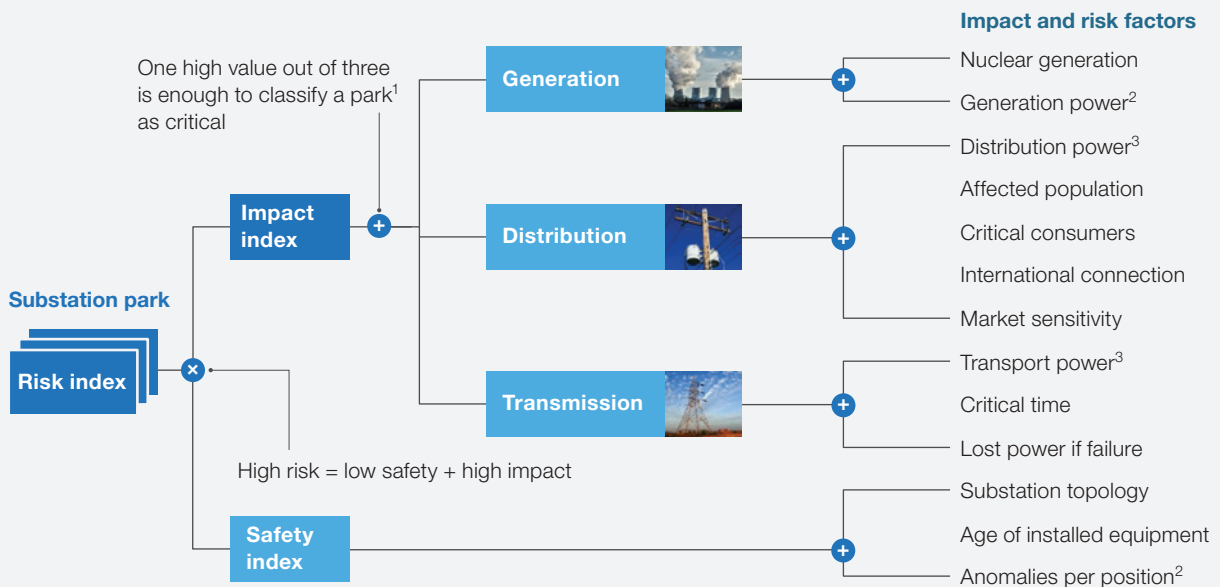 Impact and risk factors
One high value out of three
is enough to classify a park¹
as critical
Generation
Nuclear generation
Generation power²
Distribution power³
Affected population
Impact
index
Distribution
Critical consumers
International connection
Market sensitivity
Substation park
Risk index
Transmission
Transport power³
Critical time
Lost power if failure
High risk = low safety + high impact
Safety
index
Substation topology
Age of installed equipment
Anomalies per position²